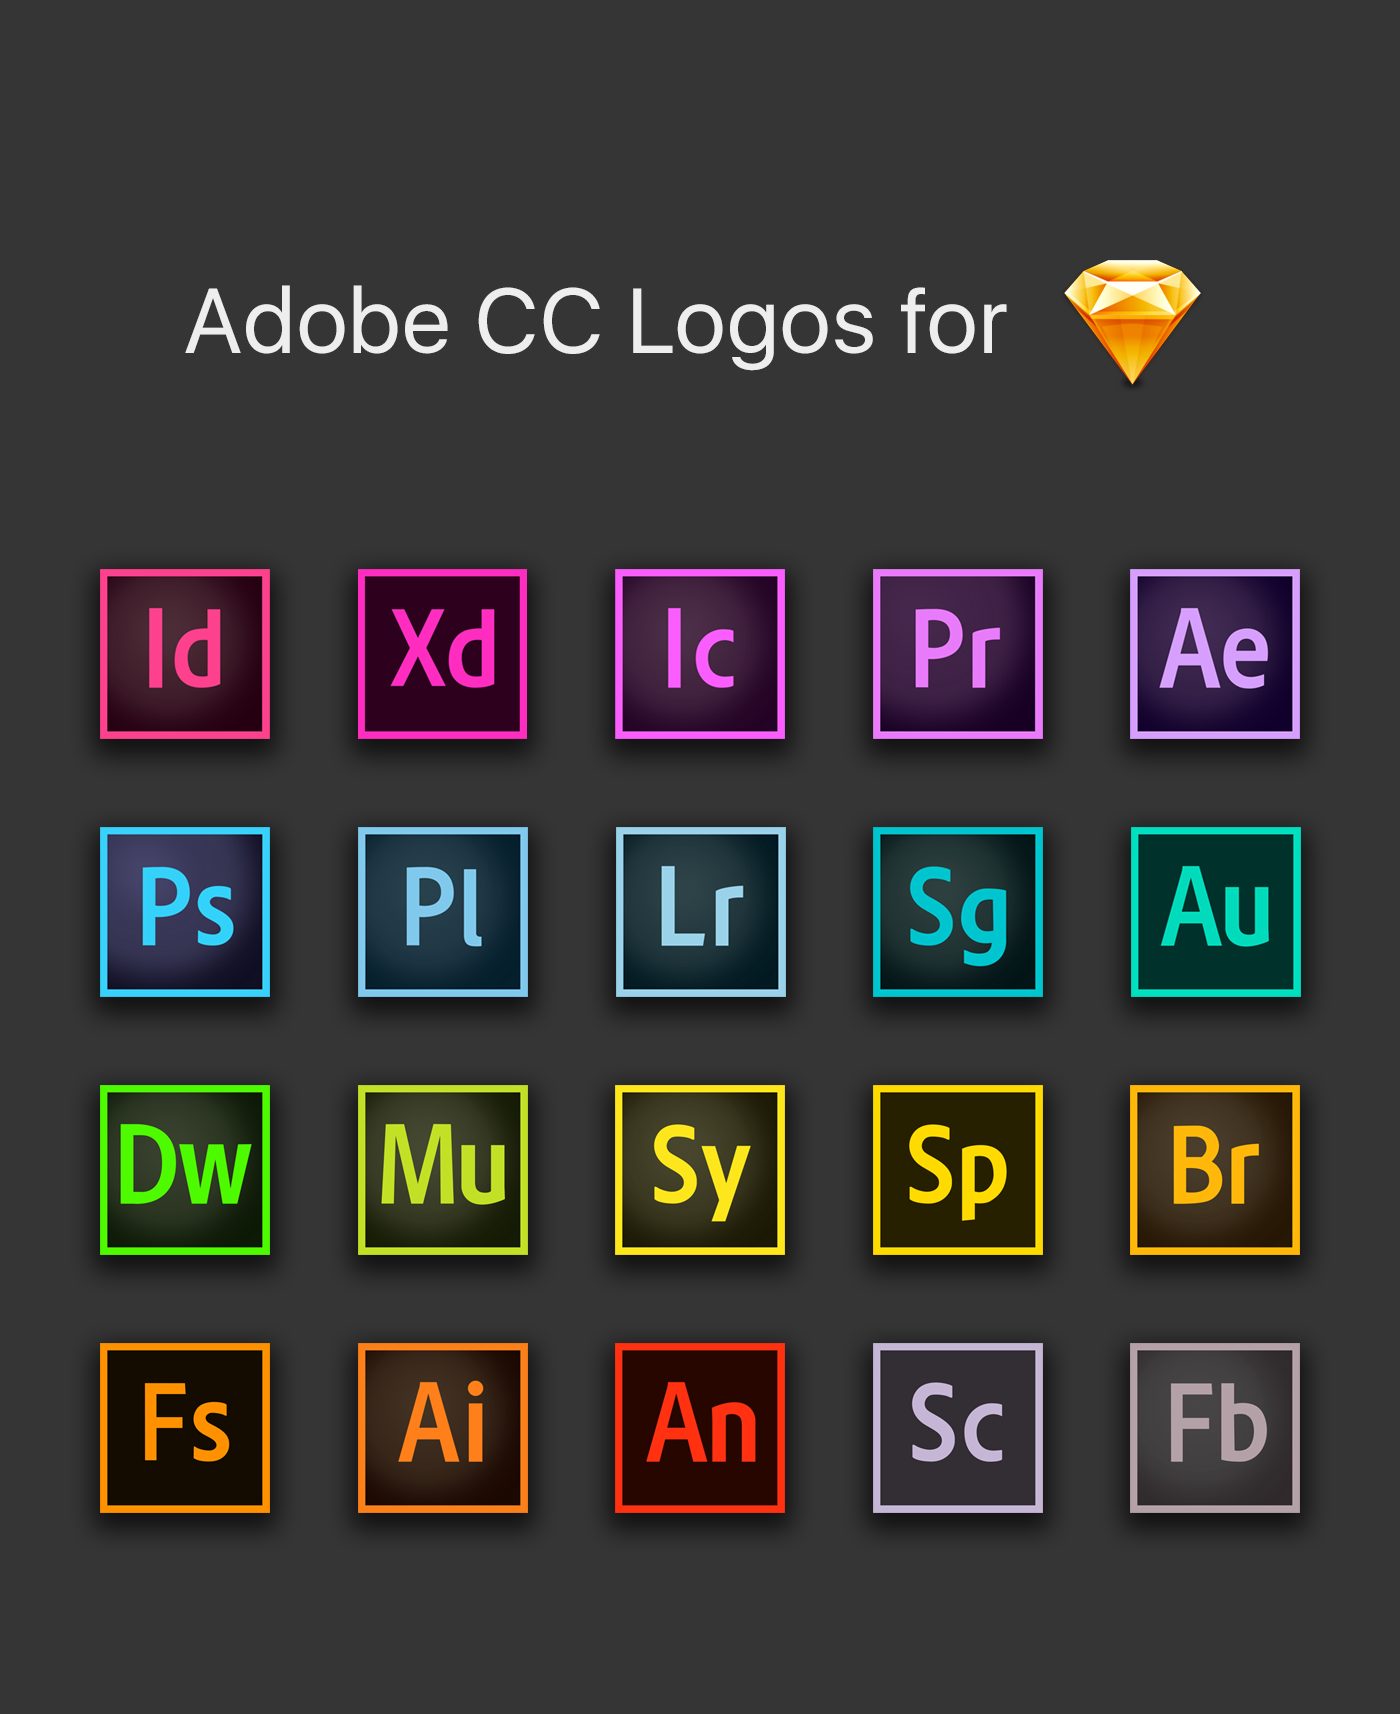 Adobe CC Logos for
Id Xd Ic Pr Ae
Ps Pl Lr Sg Au
Dw Mu Sy Sp Br
Fs Ai An Sc Fb